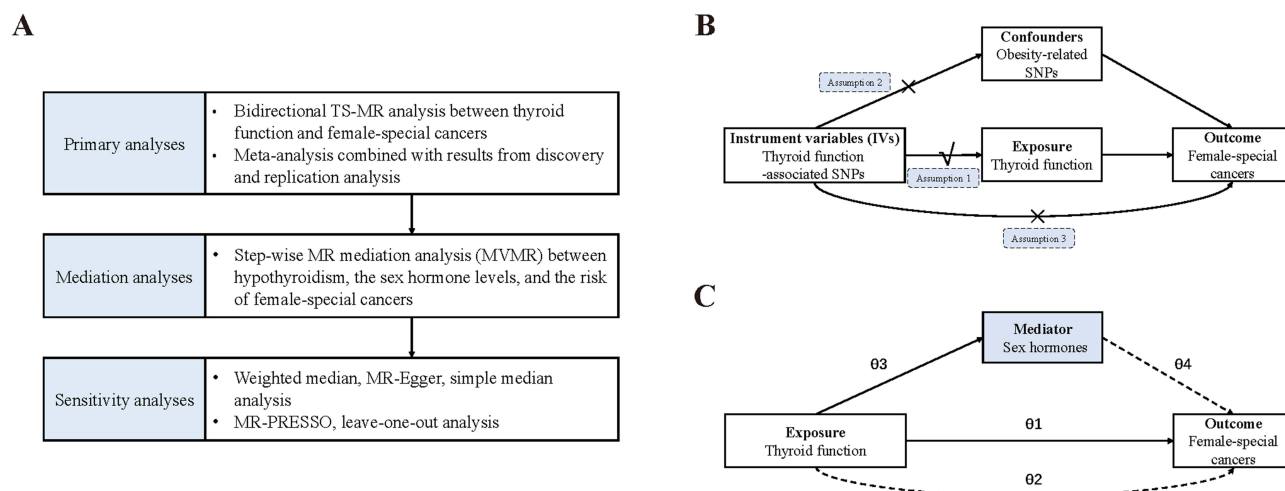 A
Primary analyses
• Bidirectional TS-MR analysis between thyroid
function and female-special cancers
• Meta-analysis combined with results from discovery
and replication analysis
Mediation analyses
• Step-wise MR mediation analysis (MVMR) between
hypothyroidism, the sex hormone levels, and the risk
of female-special cancers
Sensitivity analyses
• Weighted median, MR-Egger, simple median
analysis
• MR-PRESSO, leave-one-out analysis
B
Confounders
Obesity-related
SNPs
Assumption 2
Instrument variables (IVs)
Thyroid function
-associated SNPs
Assumption 1
Exposure
Thyroid function
Outcome
Female-special
cancers
Assumption 3
C
Mediator
Sex hormones
θ3
θ4
Exposure
Thyroid function
θ1
Outcome
Female-special
cancers
θ2